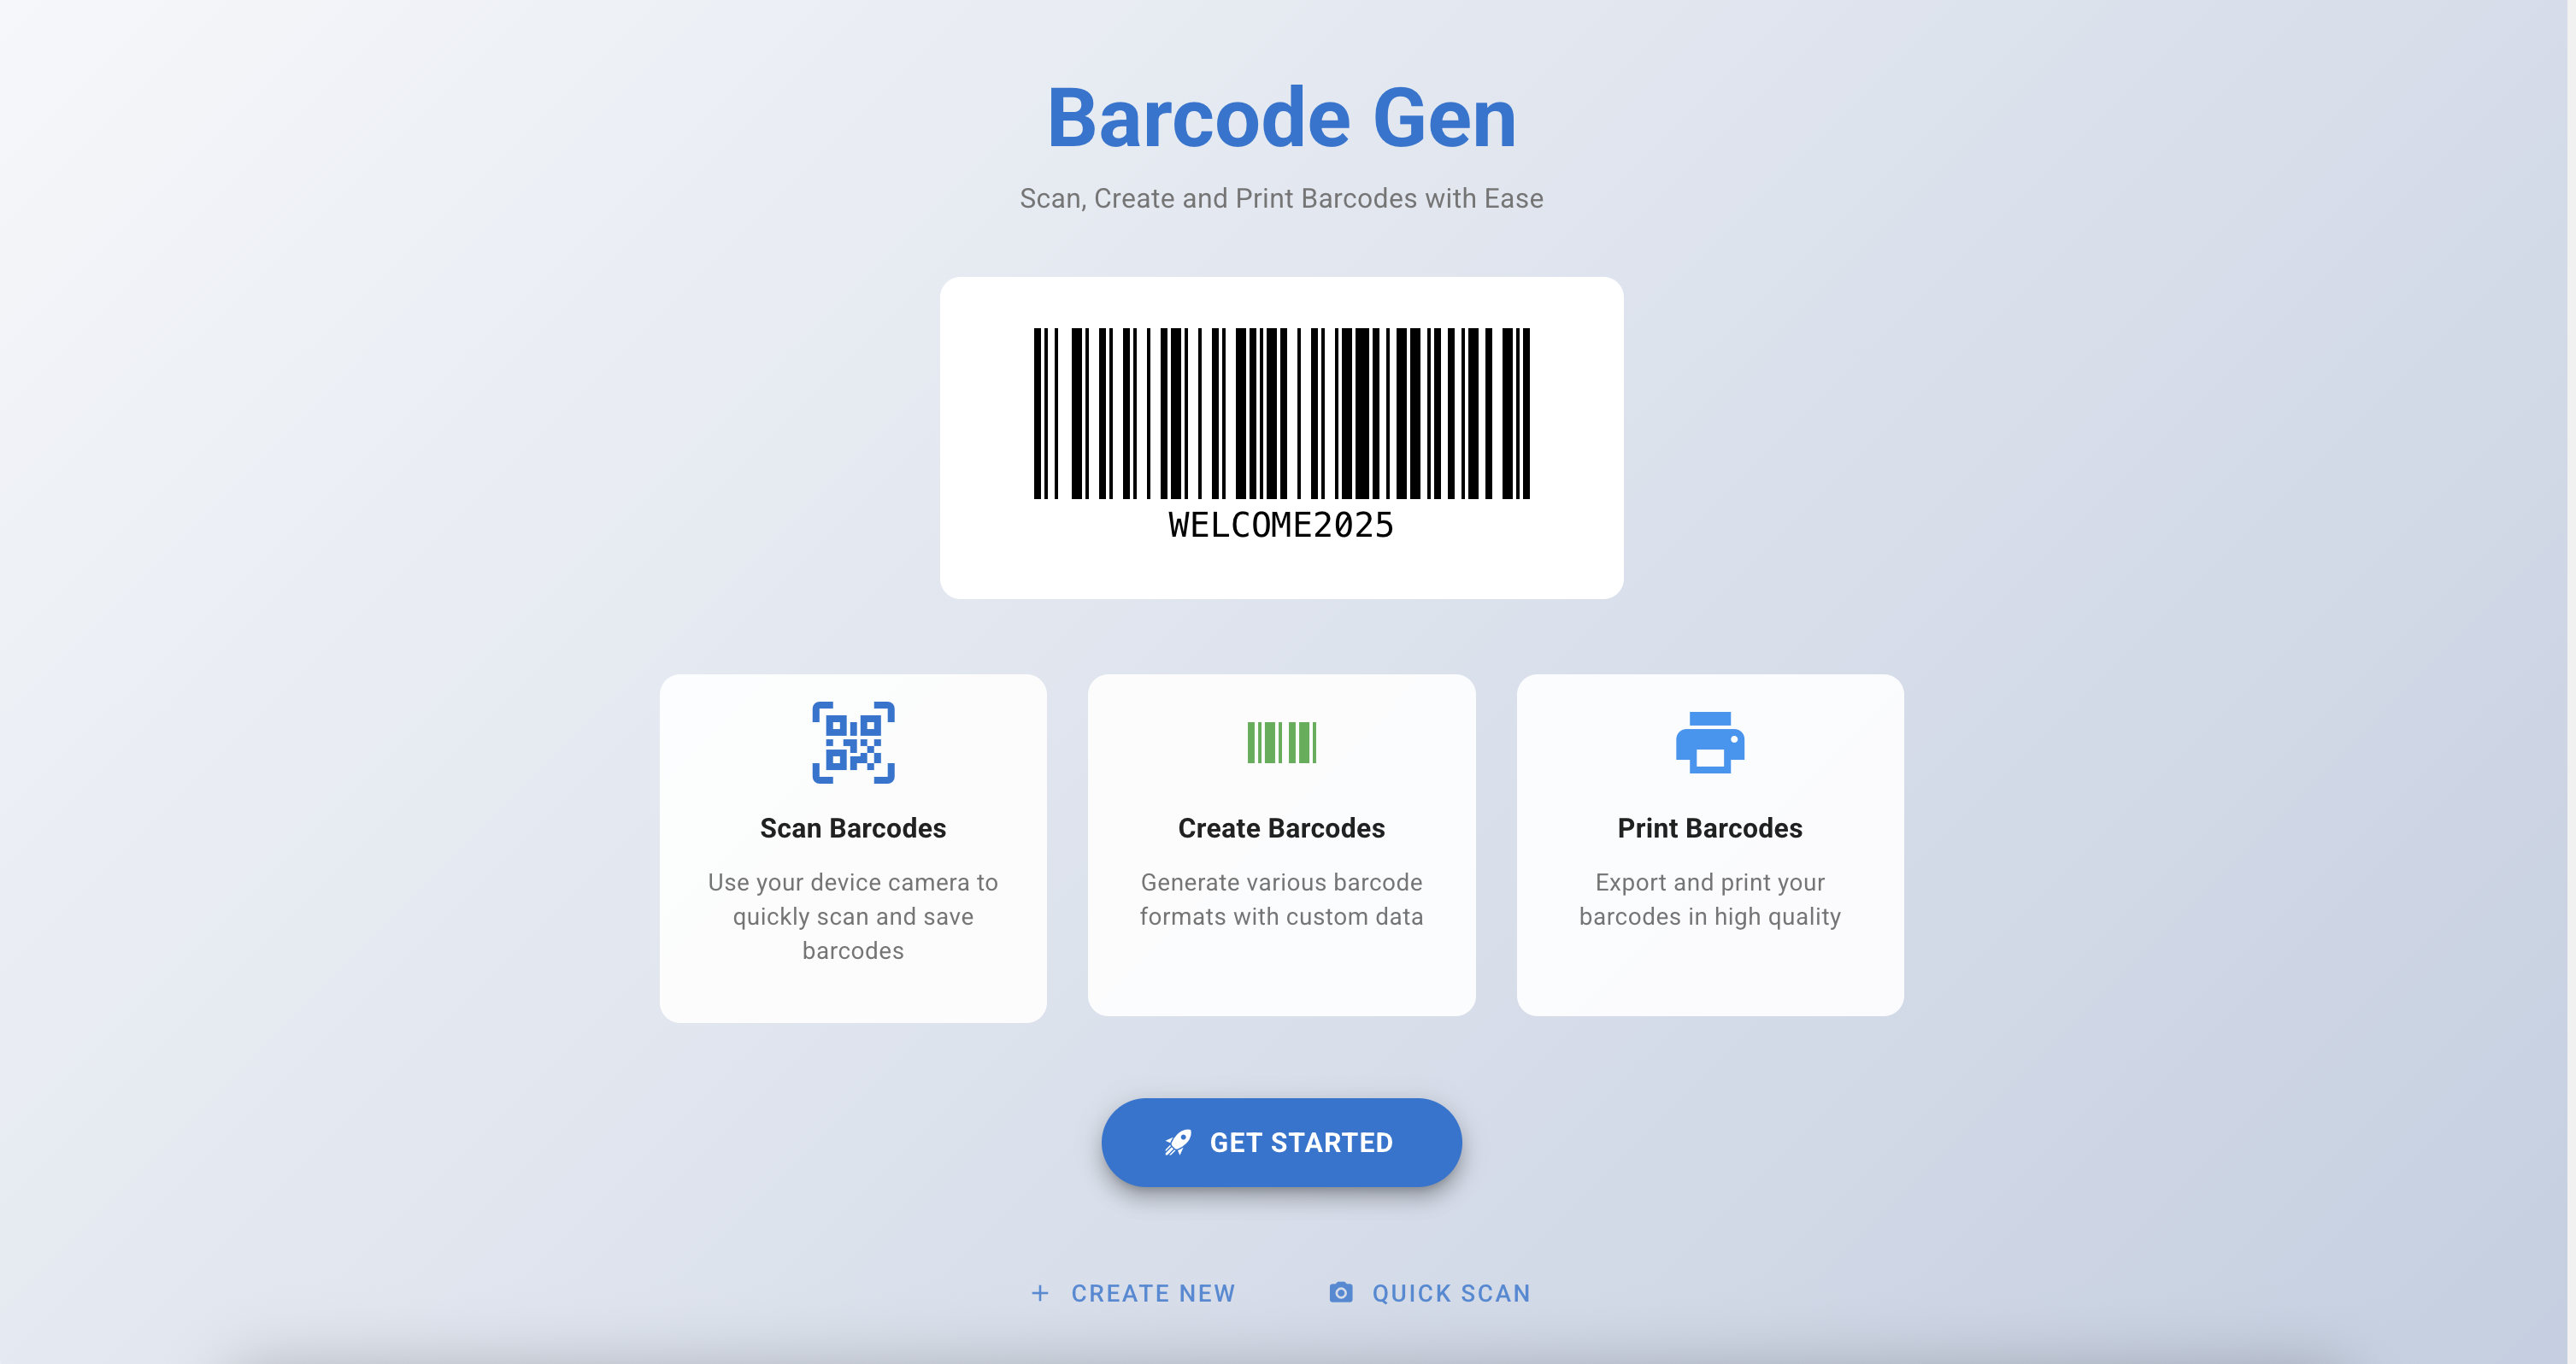 Barcode Gen
Scan, Create and Print Barcodes with Ease
WELCOME2025
Scan Barcodes
Use your device camera to
quickly scan and save
barcodes
Create Barcodes
Generate various barcode
formats with custom data
Print Barcodes
Export and print your
barcodes in high quality
GET STARTED
CREATE NEW
QUICK SCAN